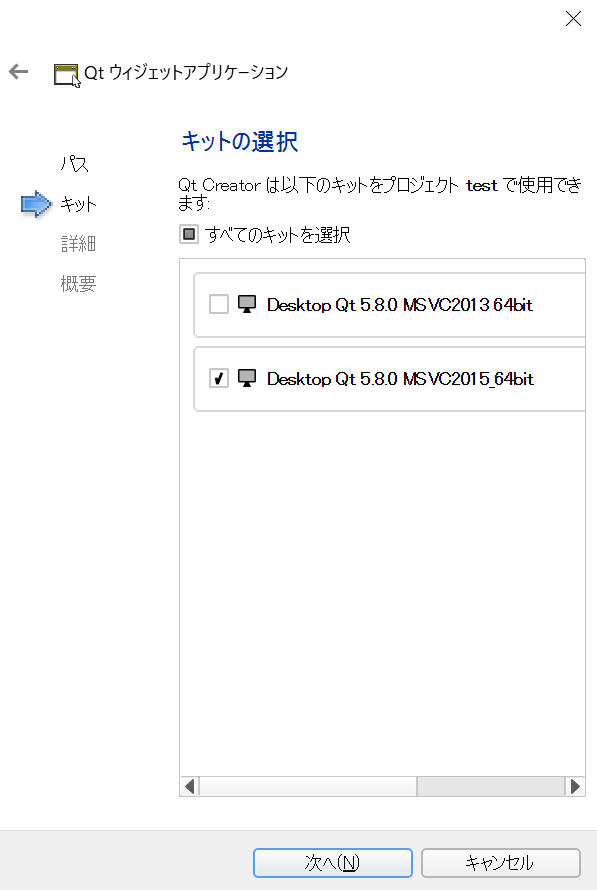 Qt ウィジェットアプリケーション
キットの選択
パス
Qt Creator は以下のキットをプロジェクト test で使用でき
ます:
キット
すべてのキットを選択
詳細
概要
Desktop Qt 5.8.0 MSVC2013 64bit
Desktop Qt 5.8.0 MSVC2015_64bit
次へ(N)
キャンセル